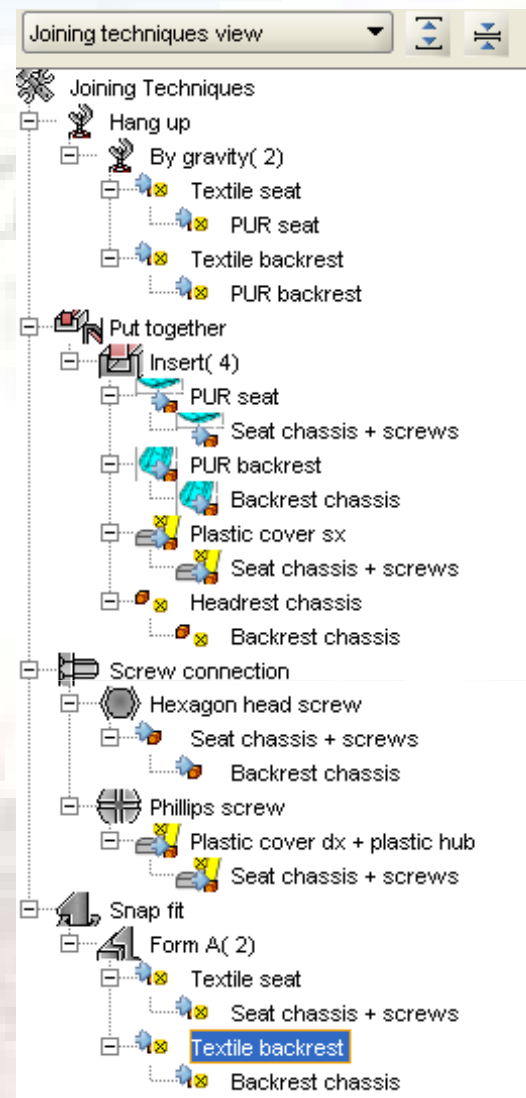 Joining techniques view
Joining Techniques
Hang up
By gravity( 2)
Textile seat
PUR seat
Textile backrest
PUR backrest
Put together
Insert( 4)
PUR seat
Seat chassis + screws
PUR backrest
Backrest chassis
Plastic cover sx
Seat chassis + screws
Headrest chassis
Backrest chassis
Screw connection
Hexagon head screw
Seat chassis + screws
Backrest chassis
Phillips screw
Plastic cover dx + plastic hub
Seat chassis + screws
Snap fit
Form A( 2)
Textile seat
Seat chassis + screws
Textile backrest
Backrest chassis